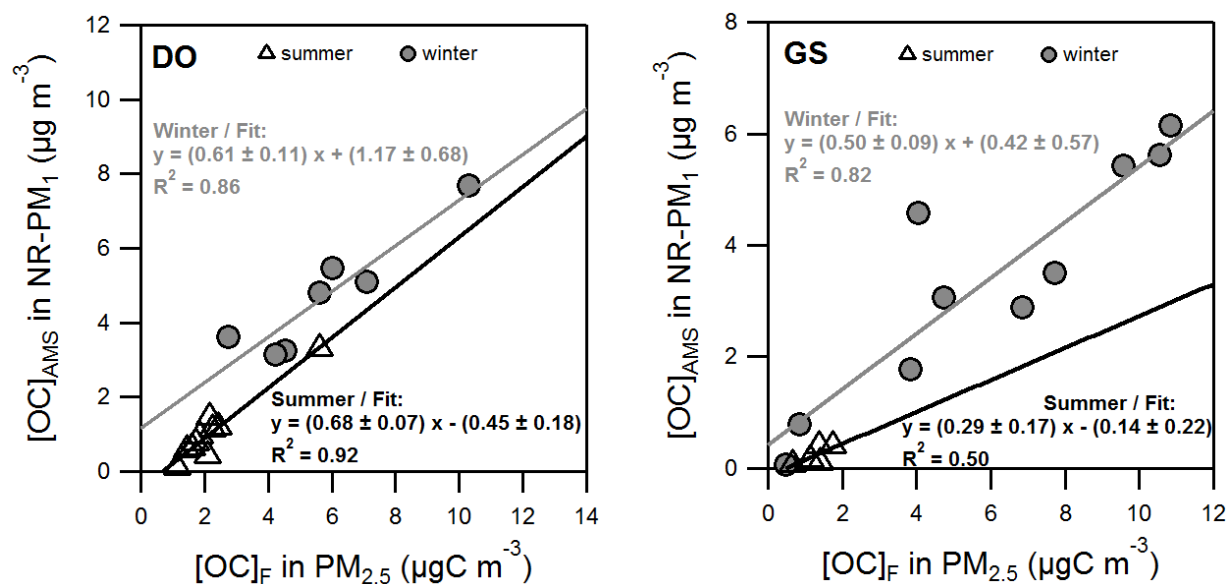 DO
summer
winter
Winter / Fit:
y = (0.61 ± 0.11) x + (1.17 ± 0.68)
R² = 0.86
Summer / Fit:
y = (0.68 ± 0.07) x - (0.45 ± 0.18)
R² = 0.92
12
10
8
6
4
2
0
0 2 4 6 8 10 12 14
[OC]AMS in NR-PM₁ (µg m⁻³)
[OC]F in PM₂.₅ (µgC m⁻³)
GS
summer
winter
Winter / Fit:
y = (0.50 ± 0.09) x + (0.42 ± 0.57)
R² = 0.82
Summer / Fit:
y = (0.29 ± 0.17) x - (0.14 ± 0.22)
R² = 0.50
8
6
4
2
0
0 2 4 6 8 10 12
[OC]AMS in NR-PM₁ (µg m⁻³)
[OC]F in PM₂.₅ (µgC m⁻³)